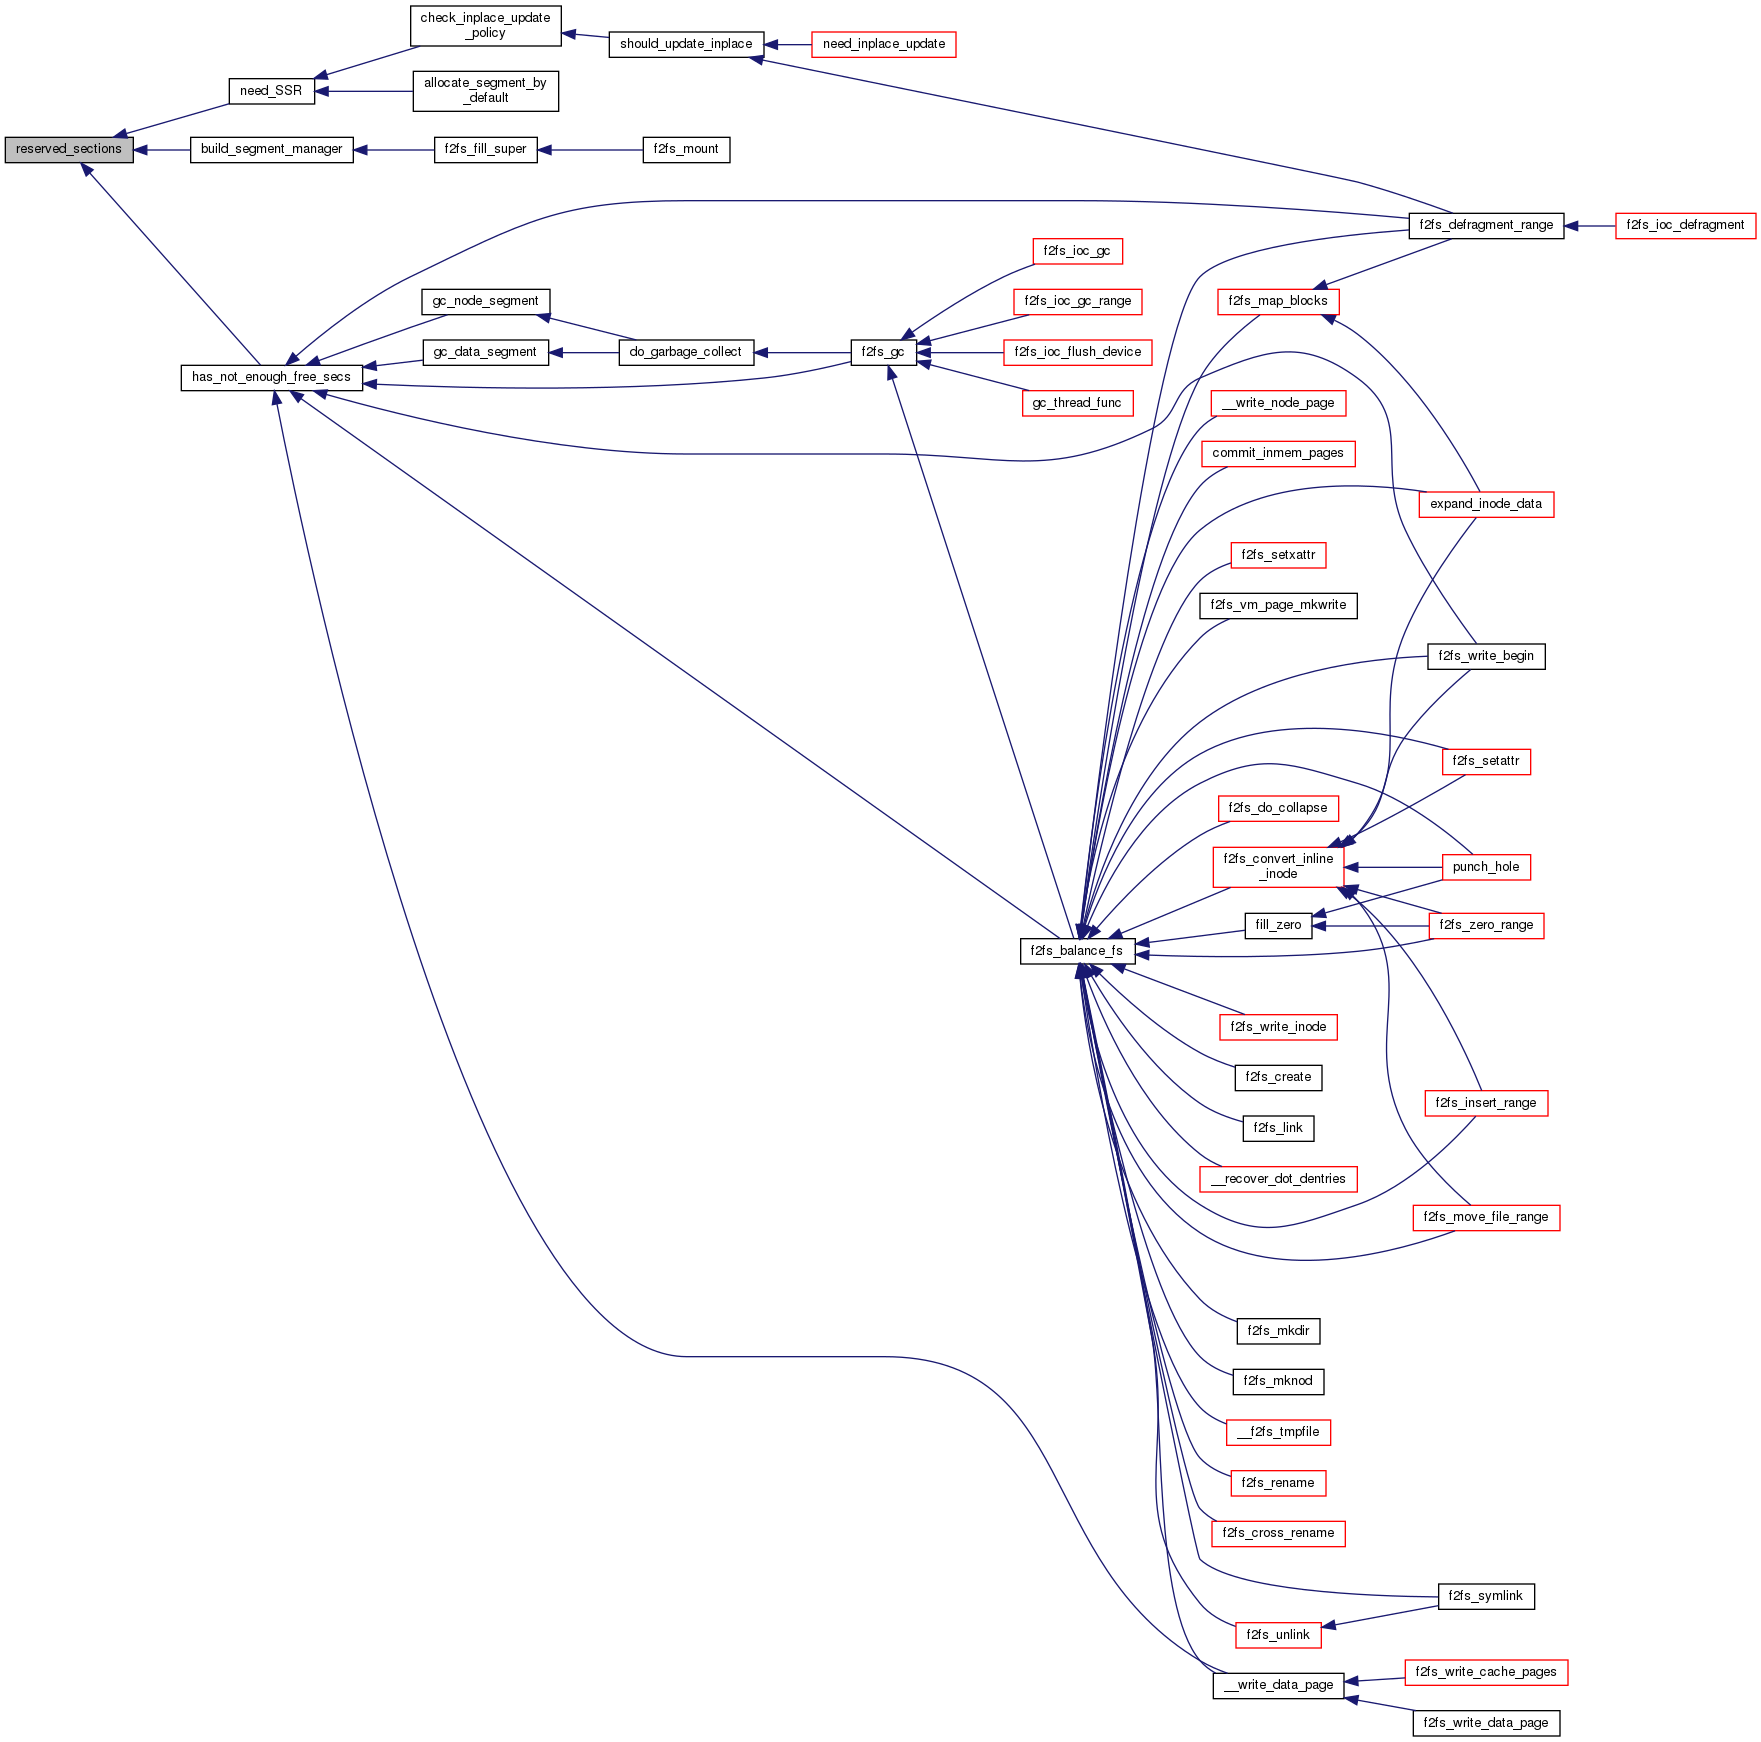 check_inplace_update
_policy
should_update_inplace
need_inplace_update
need_SSR
allocate_segment_by
_default
reserved_sections
build_segment_manager
f2fs_fill_super
f2fs_mount
f2fs_defragment_range
f2fs_ioc_defragment
f2fs_ioc_gc
gc_node_segment
f2fs_ioc_gc_range
f2fs_map_blocks
gc_data_segment
do_garbage_collect
f2fs_gc
f2fs_ioc_flush_device
has_not_enough_free_secs
gc_thread_func
__write_node_page
commit_inmem_pages
expand_inode_data
f2fs_setxattr
f2fs_vm_page_mkwrite
f2fs_write_begin
f2fs_setattr
f2fs_do_collapse
f2fs_convert_inline
_inode
punch_hole
fill_zero
f2fs_zero_range
f2fs_balance_fs
f2fs_write_inode
f2fs_create
f2fs_insert_range
f2fs_link
__recover_dot_dentries
f2fs_move_file_range
f2fs_mkdir
f2fs_mknod
__f2fs_tmpfile
f2fs_rename
f2fs_cross_rename
f2fs_symlink
f2fs_unlink
f2fs_write_cache_pages
__write_data_page
f2fs_write_data_page